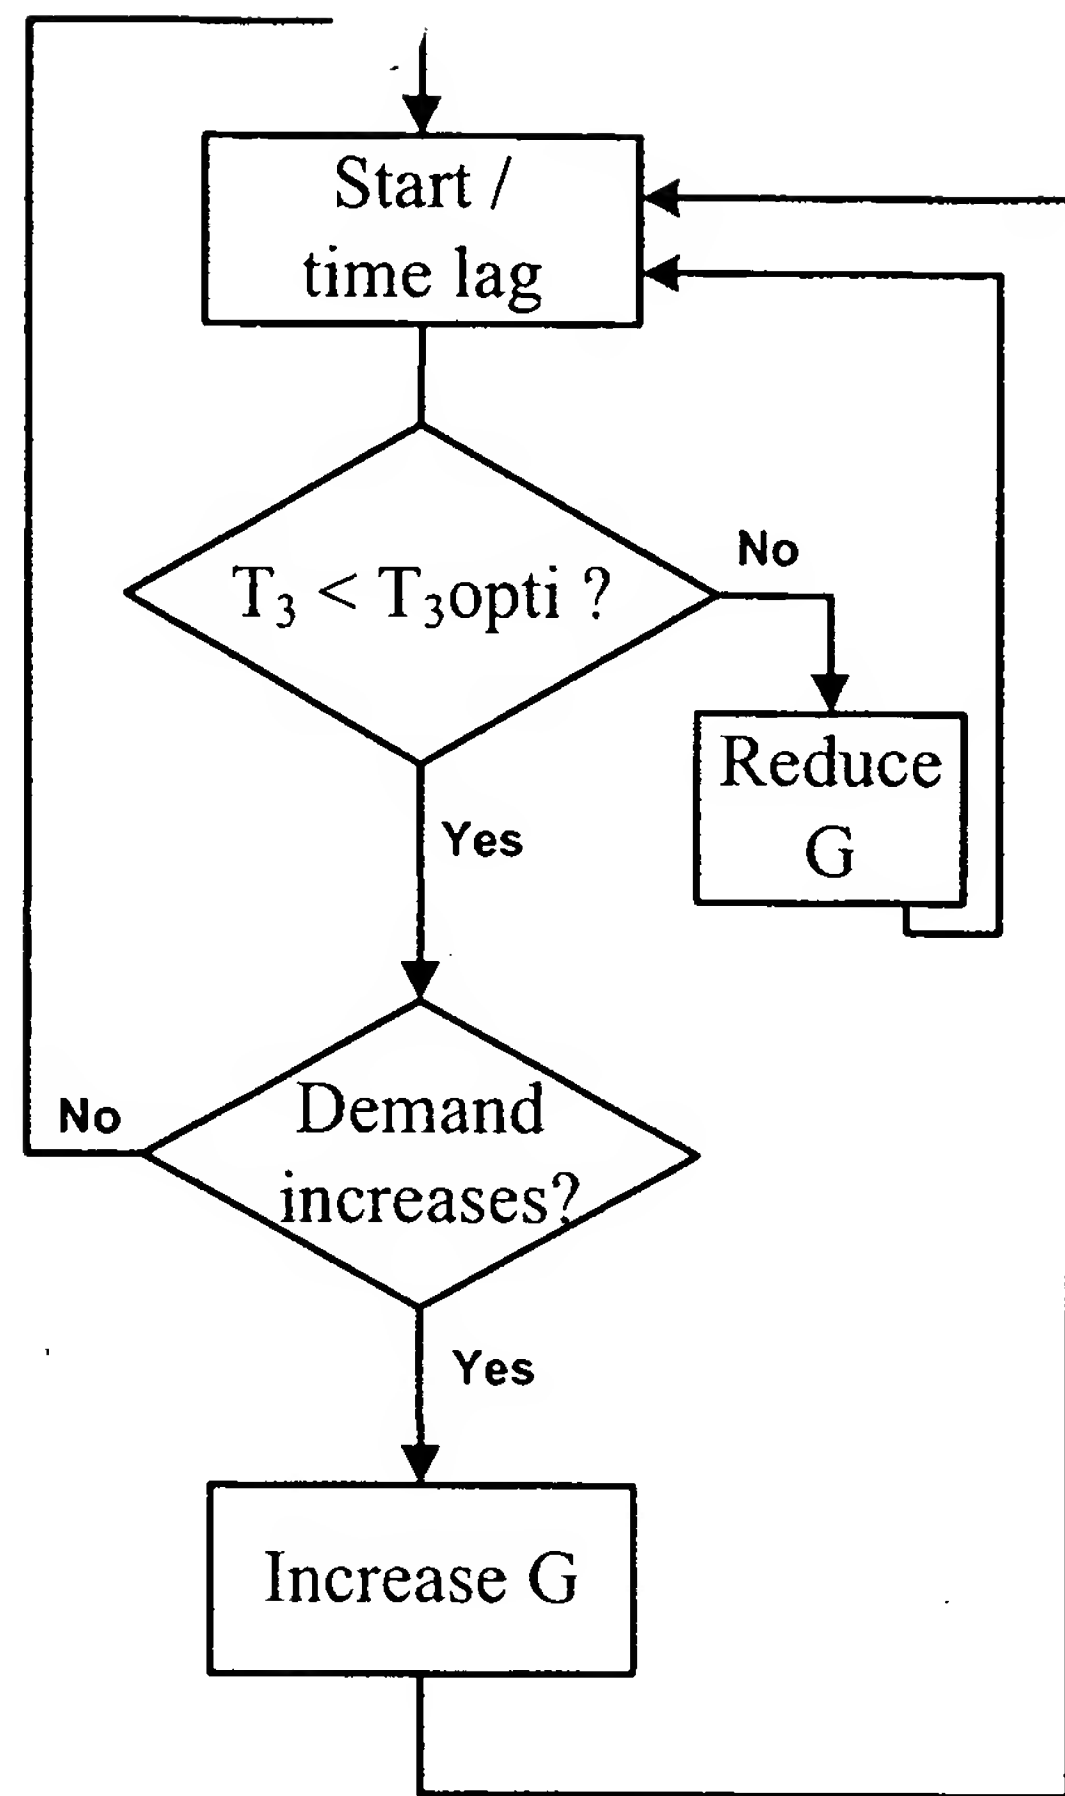 Start /
time lag
T₃ < T₃opti ?
No
Reduce
G
Yes
Demand
increases?
No
Yes
Increase G